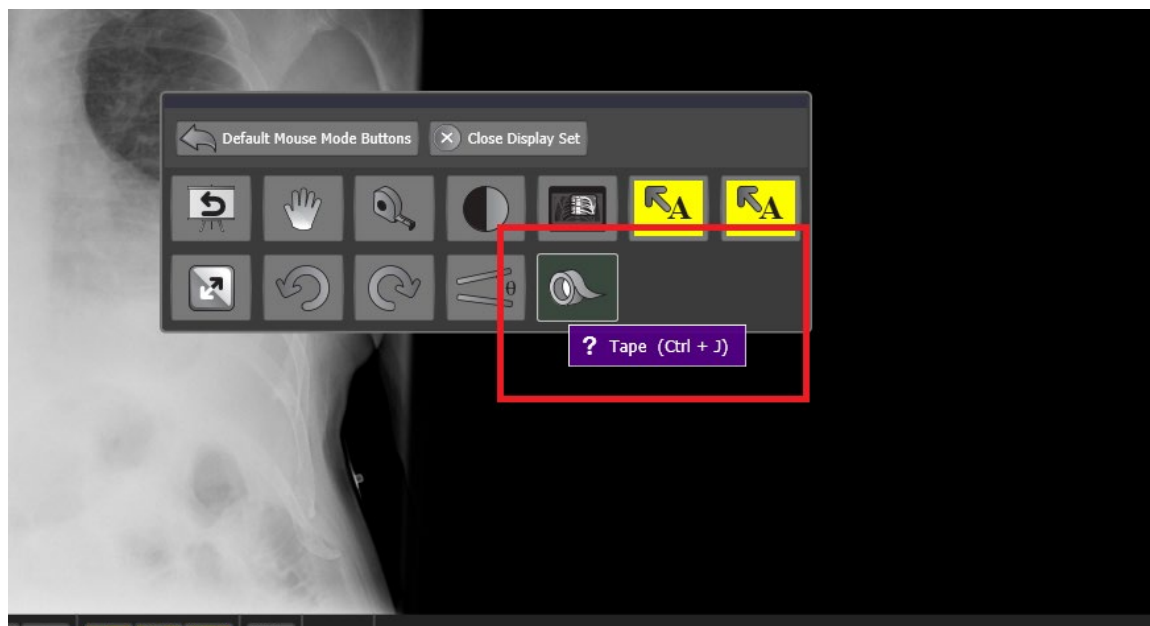 Default Mouse Mode Buttons
Close Display Set
A
A
θ
? Tape (Ctrl + J)